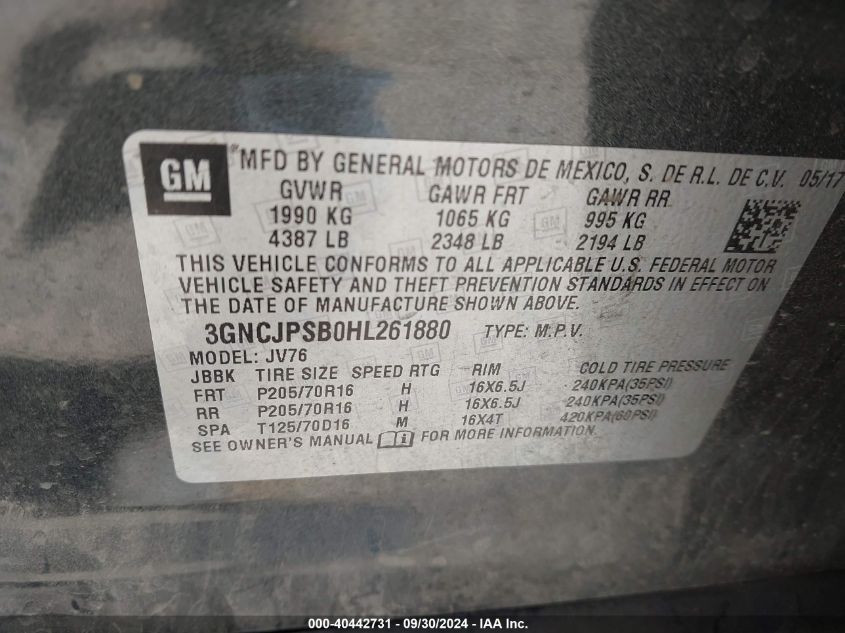 GM
®MFD BY GENERAL MOTORS DE MEXICO, S. DE R.L. DE C.V. 05/17
GVWR GAWR FRT GAWR RR
1990 KG 1065 KG 995 KG
4387 LB 2348 LB 2194 LB
THIS VEHICLE CONFORMS TO ALL APPLICABLE U.S. FEDERAL MOTOR
VEHICLE SAFETY AND THEFT PREVENTION STANDARDS IN EFFECT ON
THE DATE OF MANUFACTURE SHOWN ABOVE.
3GNCJPSB0HL261880 TYPE: M.P.V.
MODEL: JV76
JBBK TIRE SIZE SPEED RTG RIM COLD TIRE PRESSURE
FRT P205/70R16 H 16X6.5J 240KPA(35PSI)
RR P205/70R16 H 16X6.5J 240KPA(35PSI)
SPA T125/70D16 M 16X4T 420KPA(60PSI)
SEE OWNER'S MANUAL FOR MORE INFORMATION.
000-40442731 - 09/30/2024 - IAA Inc.